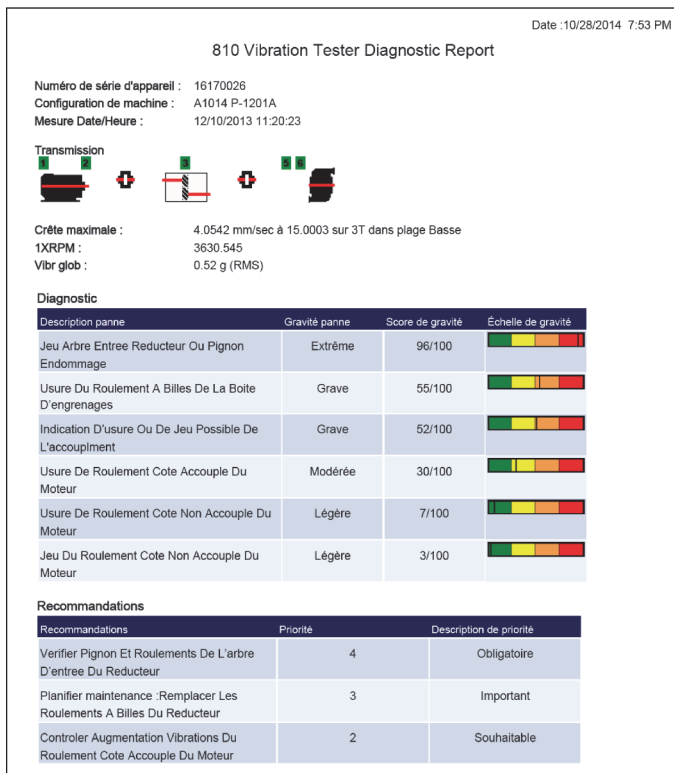 Date :10/28/2014 7:53 PM
810 Vibration Tester Diagnostic Report
Numéro de série d'appareil : 16170026
Configuration de machine : A1014 P-1201A
Mesure Date/Heure : 12/10/2013 11:20:23
Transmission
1 2 3 5 6
Crête maximale : 4.0542 mm/sec à 15.0003 sur 3T dans plage Basse
1XRPM : 3630.545
Vibr glob : 0.52 g (RMS)
Diagnostic
Description panne Gravité panne Score de gravité Échelle de gravité
Jeu Arbre Entree Reducteur Ou Pignon Extrême 96/100
Endommage
Usure Du Roulement A Billes De La Boite Grave 55/100
D'engrenages
Indication D'usure Ou De Jeu Possible De Grave 52/100
L'accouplment
Usure De Roulement Cote Accouple Du Modérée 30/100
Moteur
Usure De Roulement Cote Non Accouple Du Légère 7/100
Moteur
Jeu Du Roulement Cote Non Accouple Du Légère 3/100
Moteur
Recommandations
Recommandations Priorité Description de priorité
Verifier Pignon Et Roulements De L'arbre 4 Obligatoire
D'entree Du Reducteur
Planifier maintenance :Remplacer Les 3 Important
Roulements A Billes Du Reducteur
Controler Augmentation Vibrations Du 2 Souhaitable
Roulement Cote Accouple Du Moteur